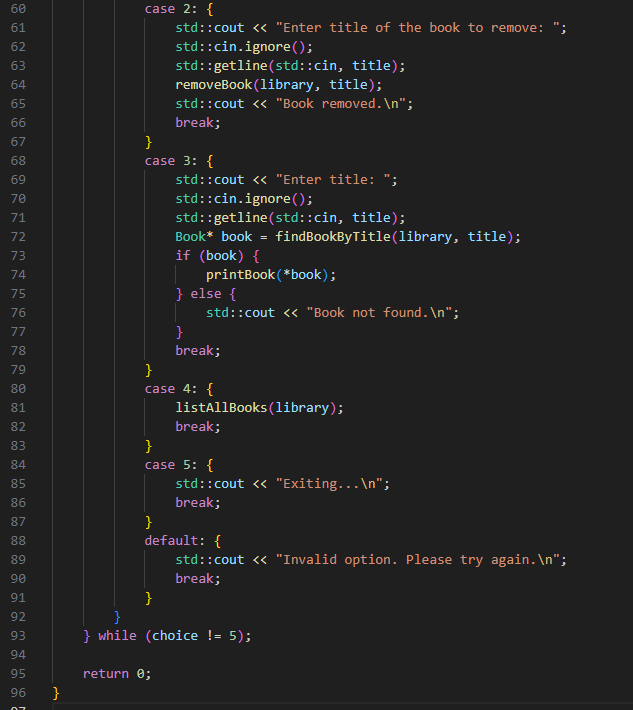 60 case 2: {
61 std::cout << "Enter title of the book to remove: ";
62 std::cin.ignore();
63 std::getline(std::cin, title);
64 removeBook(library, title);
65 std::cout << "Book removed.\n";
66 break;
67 }
68 case 3: {
69 std::cout << "Enter title: ";
70 std::cin.ignore();
71 std::getline(std::cin, title);
72 Book* book = findBookByTitle(library, title);
73 if (book) {
74 printBook(*book);
75 } else {
76 std::cout << "Book not found.\n";
77 }
78 break;
79 }
80 case 4: {
81 listAllBooks(library);
82 break;
83 }
84 case 5: {
85 std::cout << "Exiting...\n";
86 break;
87 }
88 default: {
89 std::cout << "Invalid option. Please try again.\n";
90 break;
91 }
92 }
93 } while (choice != 5);
94
95 return 0;
96 }
97